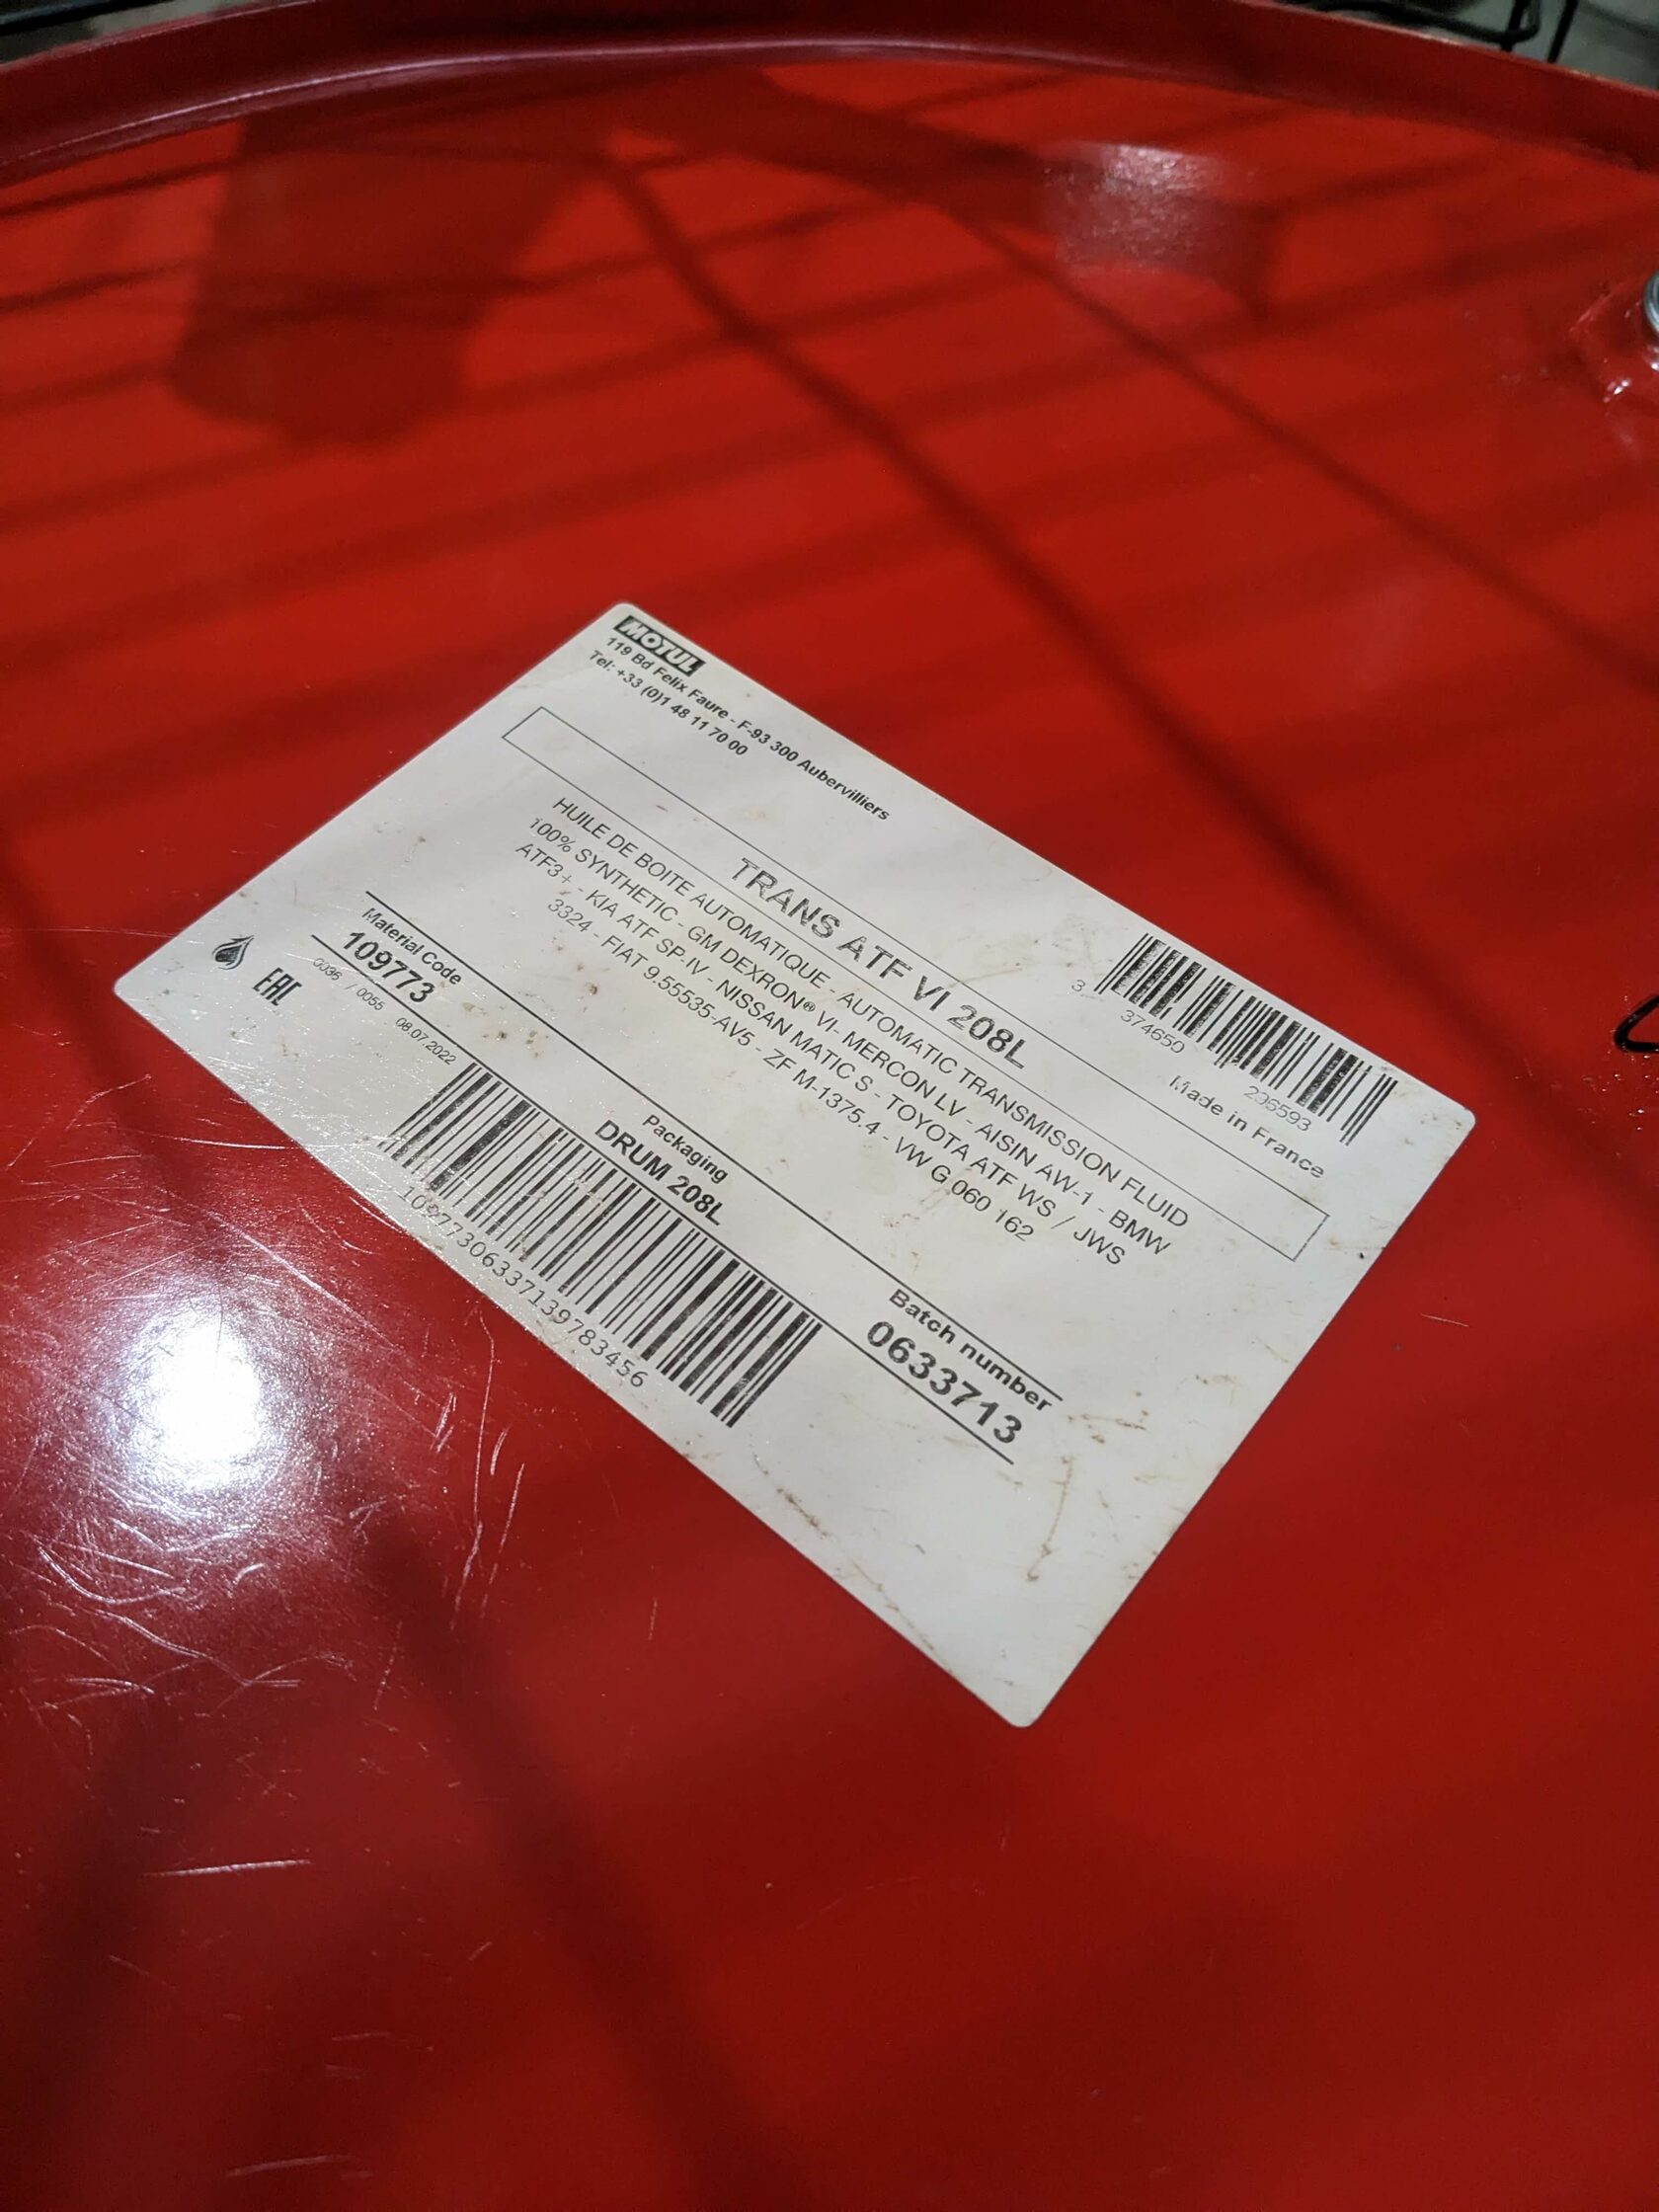 MOTUL
119 Bd Felix Faure - F-93 300 Aubervilliers
Tel: +33 (0)1 48 11 70 00
3 374650 296593
Made in France
TRANS ATF VI 208L
HUILE DE BOITE AUTOMATIQUE - AUTOMATIC TRANSMISSION FLUID
100% SYNTHETIC - GM DEXRON® VI- MERCON LV - AISIN AW-1 - BMW
ATF3+ - KIA ATF SP-IV - NISSAN MATIC S - TOYOTA ATF WS / JWS
3324 - FIAT 9.55535-AV5 - ZF M-1375.4 - VW G 060 162
Material Code
109773
Packaging
DRUM 208L
Batch number
0633713
EAC
0036 / 0055 08.07.2022
10977306337139783456